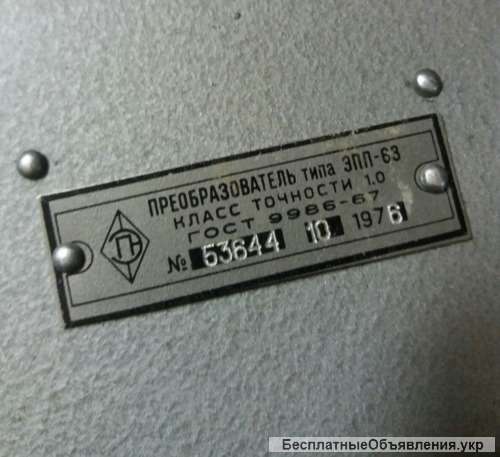 ПРЕОБРАЗОВАТЕЛЬ типа ЭПП-63
КЛАСС ТОЧНОСТИ 1.0
ГОСТ 9986-67
№ 53644 10 1976
БесплатныеОбъявления.укр